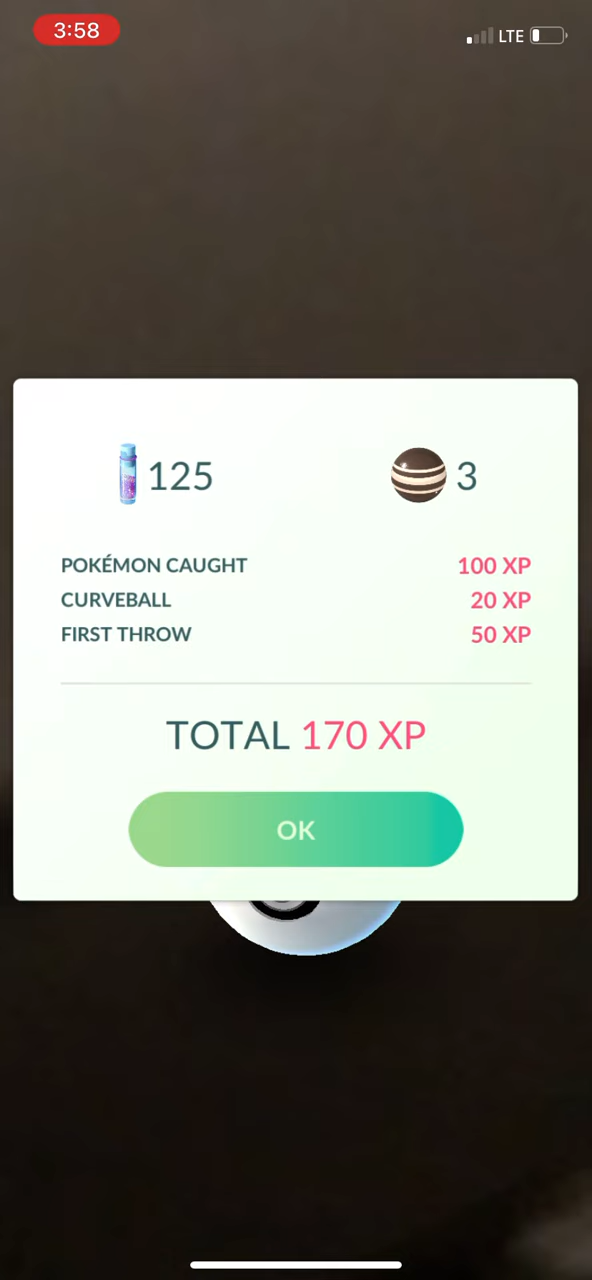 3:58
LTE
125
3
POKÉMON CAUGHT 100 XP
CURVEBALL 20 XP
FIRST THROW 50 XP
TOTAL 170 XP
OK